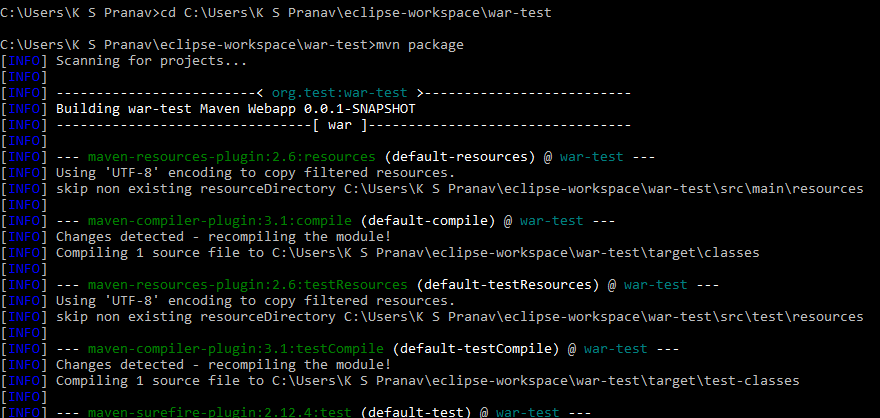 C:\Users\K S Pranav>cd C:\Users\K S Pranav\eclipse-workspace\war-test
C:\Users\K S Pranav\eclipse-workspace\war-test>mvn package
[INFO] Scanning for projects...
[INFO]
[INFO] -------------------------< org.test:war-test >--------------------------
[INFO] Building war-test Maven Webapp 0.0.1-SNAPSHOT
[INFO] --------------------------------[ war ]---------------------------------
[INFO]
[INFO] --- maven-resources-plugin:2.6:resources (default-resources) @ war-test ---
[INFO] Using 'UTF-8' encoding to copy filtered resources.
[INFO] skip non existing resourceDirectory C:\Users\K S Pranav\eclipse-workspace\war-test\src\main\resources
[INFO]
[INFO] --- maven-compiler-plugin:3.1:compile (default-compile) @ war-test ---
[INFO] Changes detected - recompiling the module!
[INFO] Compiling 1 source file to C:\Users\K S Pranav\eclipse-workspace\war-test\target\classes
[INFO]
[INFO] --- maven-resources-plugin:2.6:testResources (default-testResources) @ war-test ---
[INFO] Using 'UTF-8' encoding to copy filtered resources.
[INFO] skip non existing resourceDirectory C:\Users\K S Pranav\eclipse-workspace\war-test\src\test\resources
[INFO]
[INFO] --- maven-compiler-plugin:3.1:testCompile (default-testCompile) @ war-test ---
[INFO] Changes detected - recompiling the module!
[INFO] Compiling 1 source file to C:\Users\K S Pranav\eclipse-workspace\war-test\target\test-classes
[INFO]
[INFO] --- maven-surefire-plugin:2.12.4:test (default-test) @ war-test ---